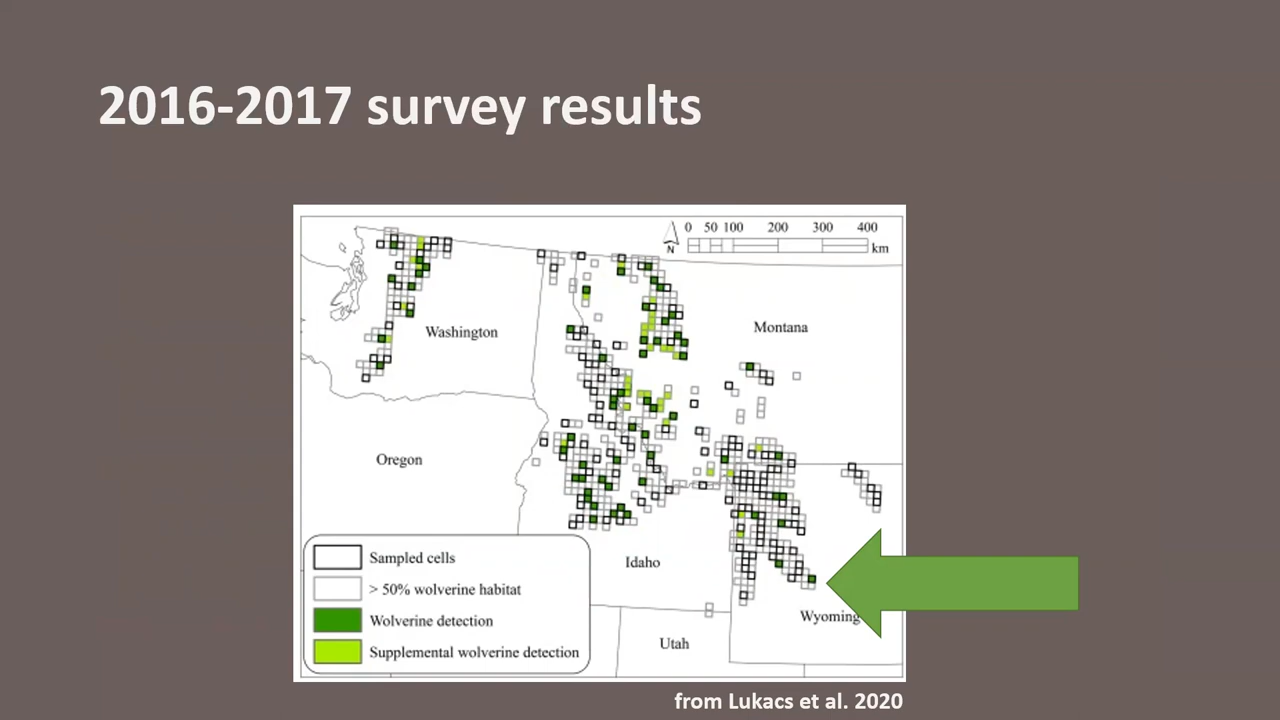 2016-2017 survey results
0 50 100 200 300 400
km
N
Washington
Montana
Oregon
Idaho
Wyoming
Utah
Sampled cells
> 50% wolverine habitat
Wolverine detection
Supplemental wolverine detection
from Lukacs et al. 2020